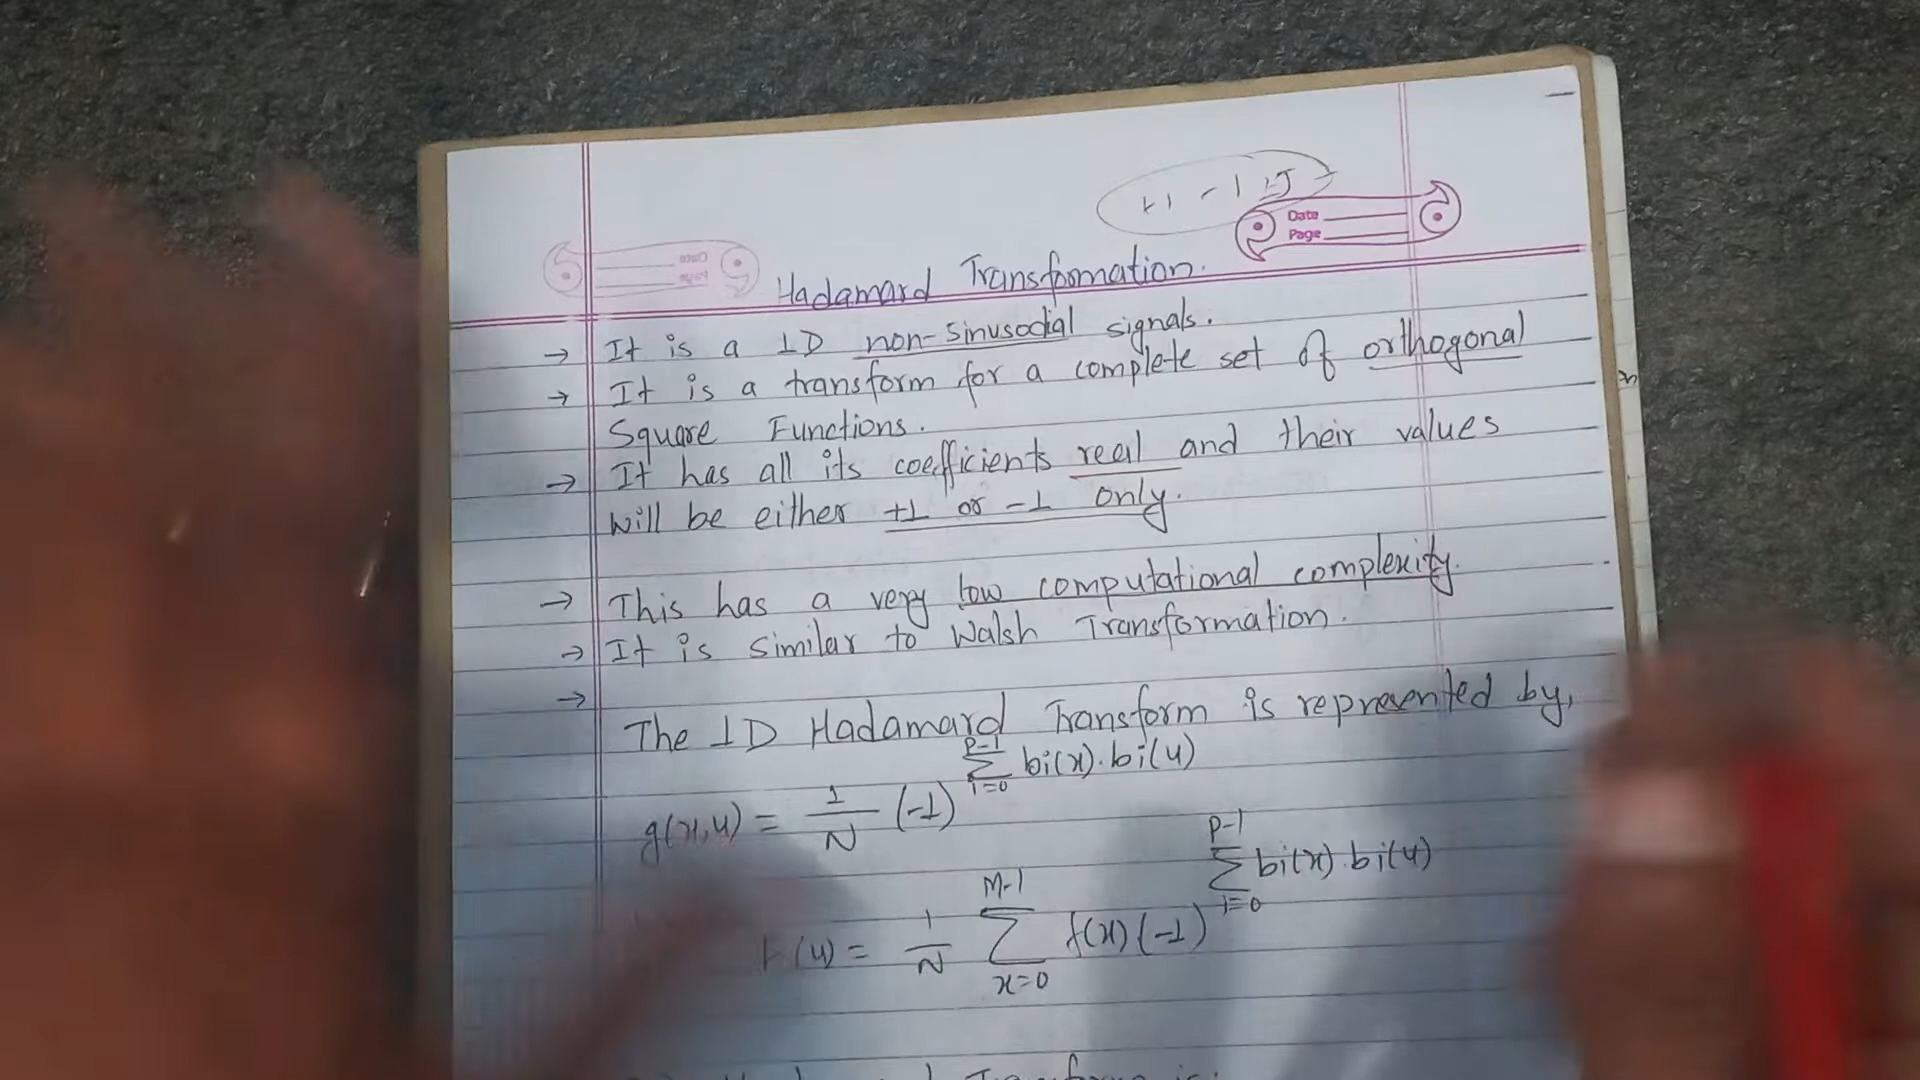 +1 -1
Date
Page
Hadamard Transformation.
→ It is a 1D non-sinusodial signals.
→ It is a transform for a complete set of orthogonal
Square Functions.
→ It has all its coefficients real and their values
will be either +1 or -1 only.
→ This has a very low computational complexity.
→ It is similar to Walsh Transformation.
→
The 1D Hadamard Transform is represented by,
g(x,u) = 1/N (-1)^{∑_{i=0}^{P-1} bi(x).bi(u)}
F(u) = 1/N ∑_{x=0}^{M-1} f(x)(-1)^{∑_{i=0}^{P-1} bi(x).bi(u)}